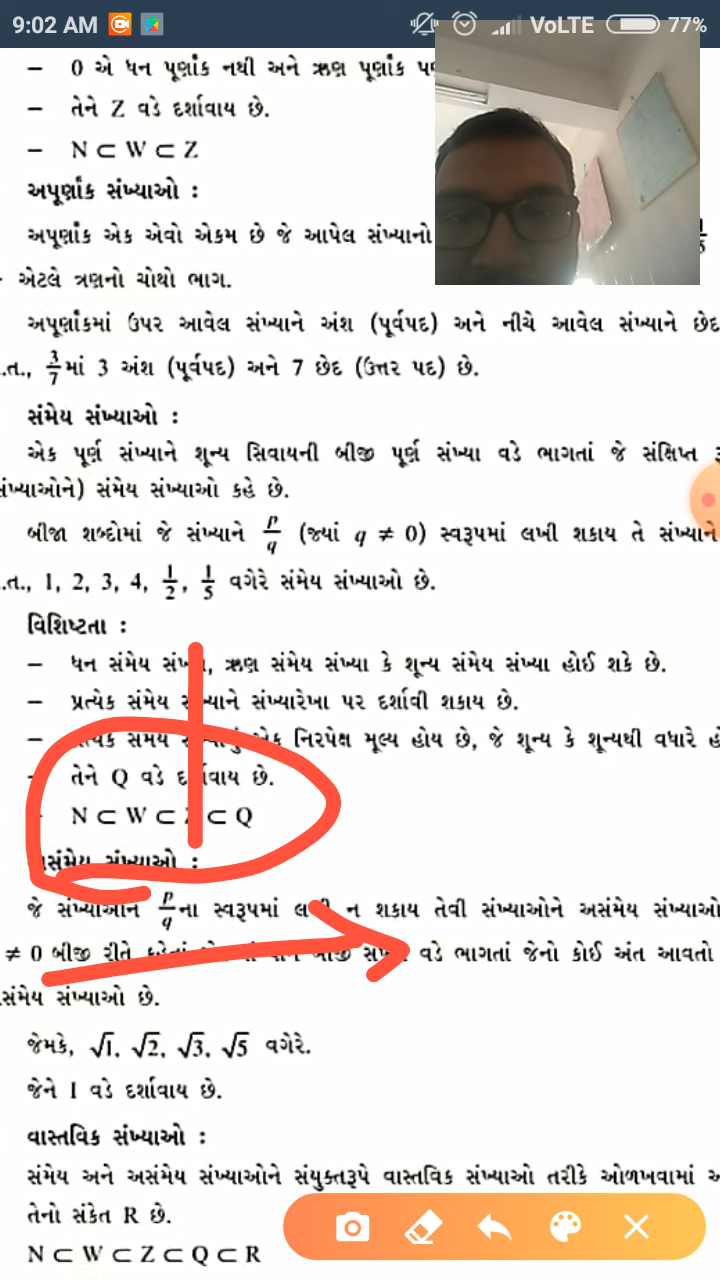 9:02 AM VoLTE 77%
– 0 એ ધન પૂર્ણાંક નથી અને ઋણ પૂર્ણાંક
– તેને Z વડે દર્શાવાય છે.
– N ⊂ W ⊂ Z
અપૂર્ણાંક સંખ્યાઓ :
અપૂર્ણાંક એક એવો એકમ છે જે આપેલ સંખ્યાનો
- એટલે ત્રણનો ચોથો ભાગ.
અપૂર્ણાંકમાં ઉપર આવેલ સંખ્યાને અંશ (પૂર્વપદ) અને નીચે આવેલ સંખ્યાને છેદ
.ત., 3/7 માં 3 અંશ (પૂર્વપદ) અને 7 છેદ (ઉત્તર પદ) છે.
સંમેય સંખ્યાઓ :
એક પૂર્ણ સંખ્યાને શૂન્ય સિવાયની બીજી પૂર્ણ સંખ્યા વડે ભાગતાં જે સંક્ષિપ્ત
સંખ્યાઓને) સંમેય સંખ્યાઓ કહે છે.
બીજા શબ્દોમાં જે સંખ્યાને p/q (જ્યાં q ≠ 0) સ્વરૂપમાં લખી શકાય તે સંખ્યાને
.ત., 1, 2, 3, 4, 1/2, 1/5 વગેરે સંમેય સંખ્યાઓ છે.
વિશિષ્ટતા :
– ધન સંમેય સંખ્યા, ઋણ સંમેય સંખ્યા કે શૂન્ય સંમેય સંખ્યા હોઈ શકે છે.
– પ્રત્યેક સંમેય સંખ્યાને સંખ્યારેખા પર દર્શાવી શકાય છે.
– પ્રત્યેક સંમેય એક નિરપેક્ષ મૂલ્ય હોય છે, જે શૂન્ય કે શૂન્યથી વધારે
– તેને Q વડે દર્શાવાય છે.
N ⊂ W ⊂ Z ⊂ Q
અસંમેય સંખ્યાઓ :
જે સંખ્યાઓને p/q ના સ્વરૂપમાં લખી ન શકાય તેવી સંખ્યાઓને અસંમેય સંખ્યાઓ
≠ 0 બીજી રીતે વડે ભાગતાં જેનો કોઈ અંત આવતો
સંમેય સંખ્યાઓ છે.
જેમકે, √1, √2, √3, √5 વગેરે.
જેને I વડે દર્શાવાય છે.
વાસ્તવિક સંખ્યાઓ :
સંમેય અને અસંમેય સંખ્યાઓને સંયુક્તરૂપે વાસ્તવિક સંખ્યાઓ તરીકે ઓળખવામાં
તેનો સંકેત R છે.
N ⊂ W ⊂ Z ⊂ Q ⊂ R